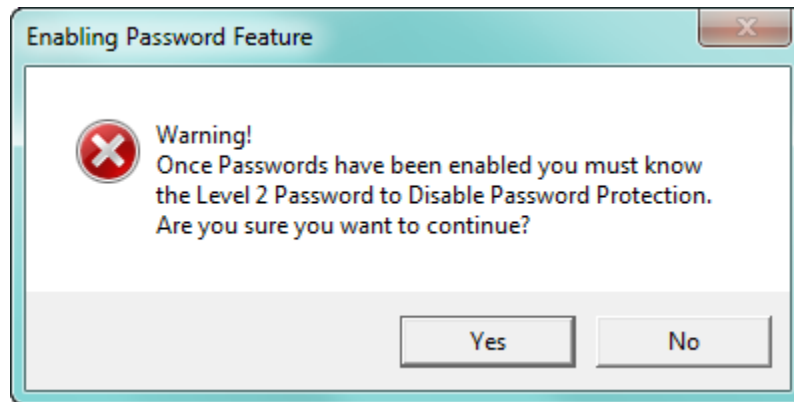 Enabling Password Feature
Warning!
Once Passwords have been enabled you must know
the Level 2 Password to Disable Password Protection.
Are you sure you want to continue?
Yes
No